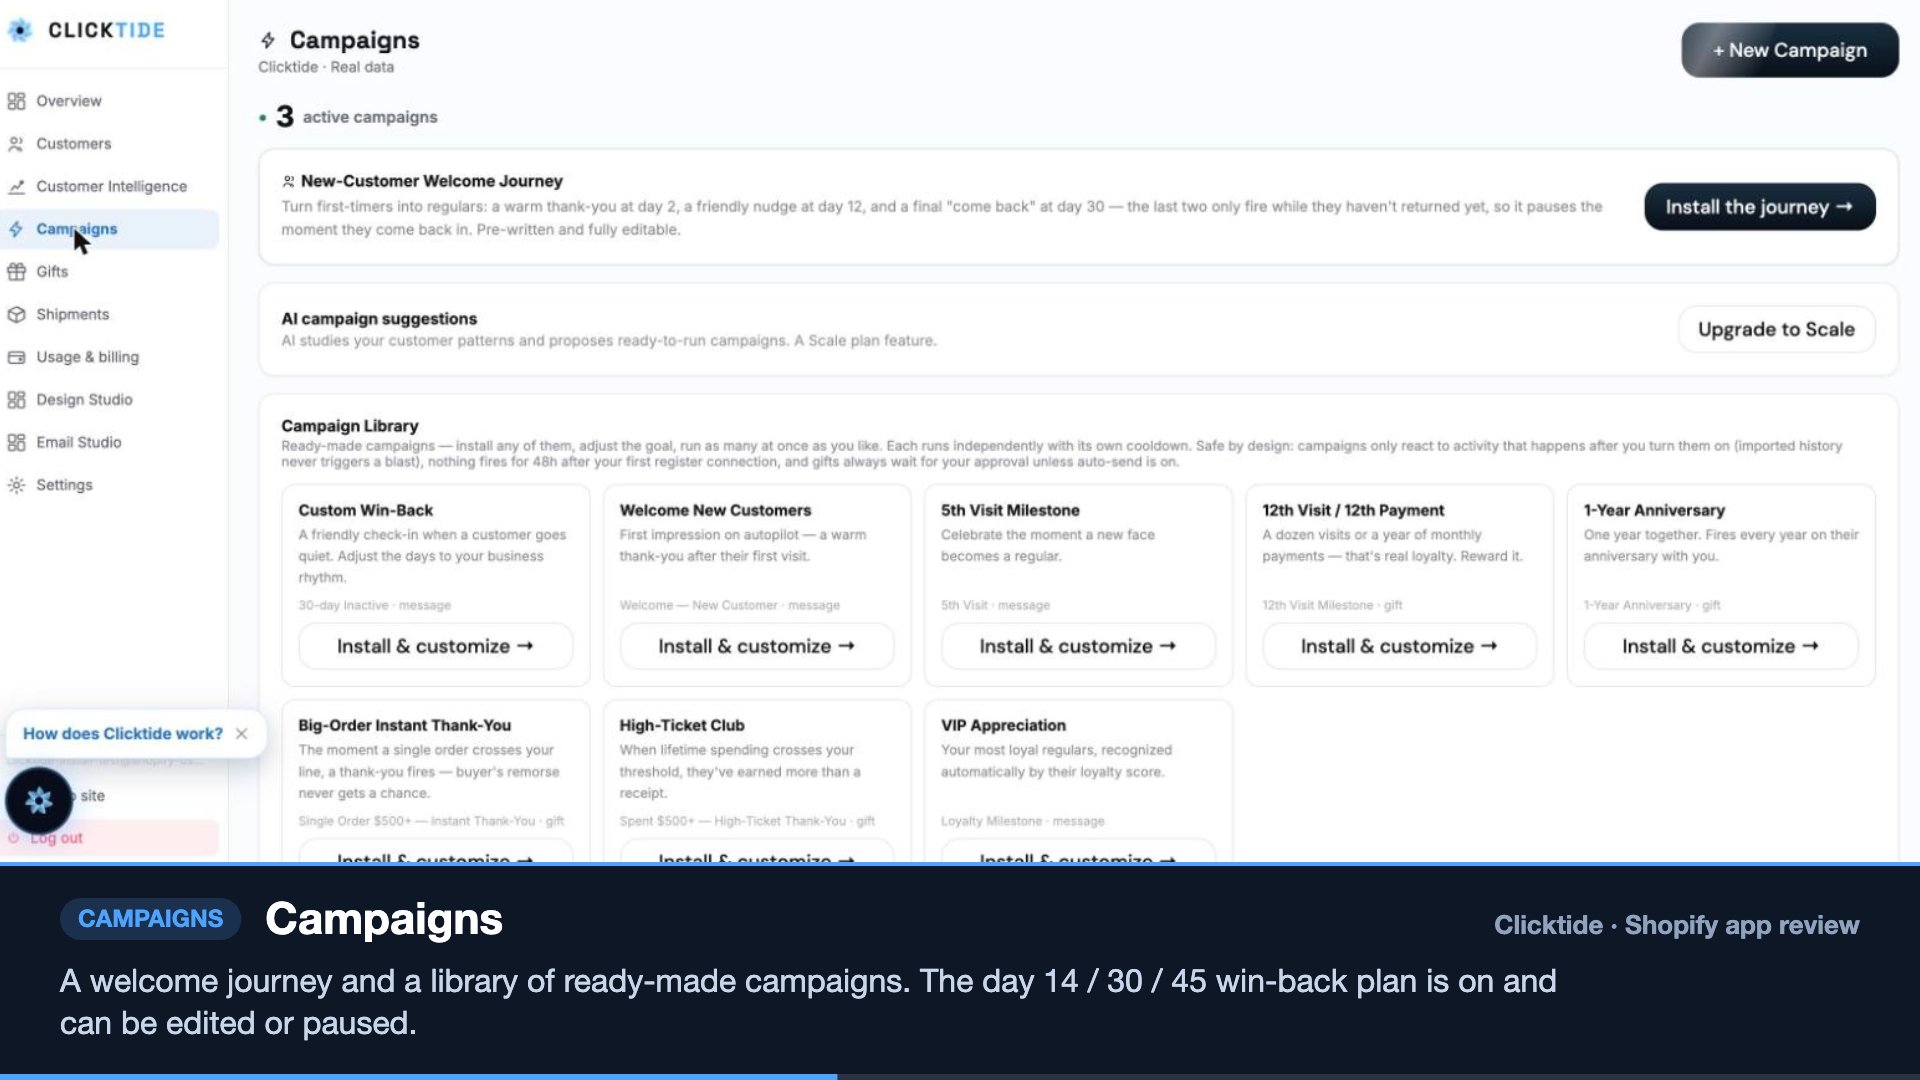 CLICKTIDE
Overview
Customers
Customer Intelligence
Campaigns
Gifts
Shipments
Usage & billing
Design Studio
Email Studio
Settings
How does Clicktide work?
site
Log out
Campaigns
Clicktide · Real data
+ New Campaign
3 active campaigns
New-Customer Welcome Journey
Turn first-timers into regulars: a warm thank-you at day 2, a friendly nudge at day 12, and a final "come back" at day 30 — the last two only fire while they haven't returned yet, so it pauses the
moment they come back in. Pre-written and fully editable.
Install the journey →
AI campaign suggestions
AI studies your customer patterns and proposes ready-to-run campaigns. A Scale plan feature.
Upgrade to Scale
Campaign Library
Ready-made campaigns — install any of them, adjust the goal, run as many at once as you like. Each runs independently with its own cooldown. Safe by design: campaigns only react to activity that happens after you turn them on (imported history
never triggers a blast), nothing fires for 48h after your first register connection, and gifts always wait for your approval unless auto-send is on.
Custom Win-Back
A friendly check-in when a customer goes
quiet. Adjust the days to your business
rhythm.
30-day Inactive · message
Install & customize →
Welcome New Customers
First impression on autopilot — a warm
thank-you after their first visit.
Welcome — New Customer · message
Install & customize →
5th Visit Milestone
Celebrate the moment a new face
becomes a regular.
5th Visit · message
Install & customize →
12th Visit / 12th Payment
A dozen visits or a year of monthly
payments — that's real loyalty. Reward it.
12th Visit Milestone · gift
Install & customize →
1-Year Anniversary
One year together. Fires every year on their
anniversary with you.
1-Year Anniversary · gift
Install & customize →
Big-Order Instant Thank-You
The moment a single order crosses your
line, a thank-you fires — buyer's remorse
never gets a chance.
Single Order $500+ — Instant Thank-You · gift
Install & customize →
High-Ticket Club
When lifetime spending crosses your
threshold, they've earned more than a
receipt.
Spent $500+ — High-Ticket Thank-You · gift
Install & customize →
VIP Appreciation
Your most loyal regulars, recognized
automatically by their loyalty score.
Loyalty Milestone · message
Install & customize →
CAMPAIGNS
Campaigns
Clicktide · Shopify app review
A welcome journey and a library of ready-made campaigns. The day 14 / 30 / 45 win-back plan is on and
can be edited or paused.